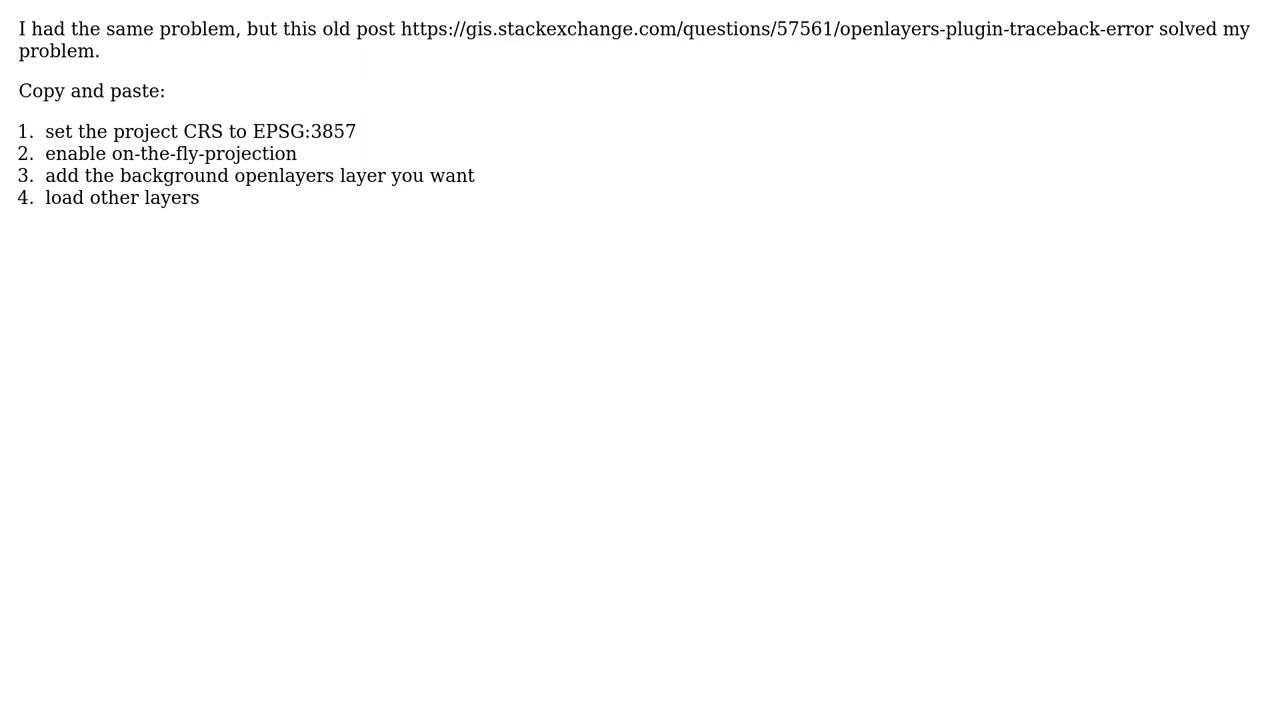 I had the same problem, but this old post https://gis.stackexchange.com/questions/57561/openlayers-plugin-traceback-error solved my
problem.
Copy and paste:
1. set the project CRS to EPSG:3857
2. enable on-the-fly-projection
3. add the background openlayers layer you want
4. load other layers